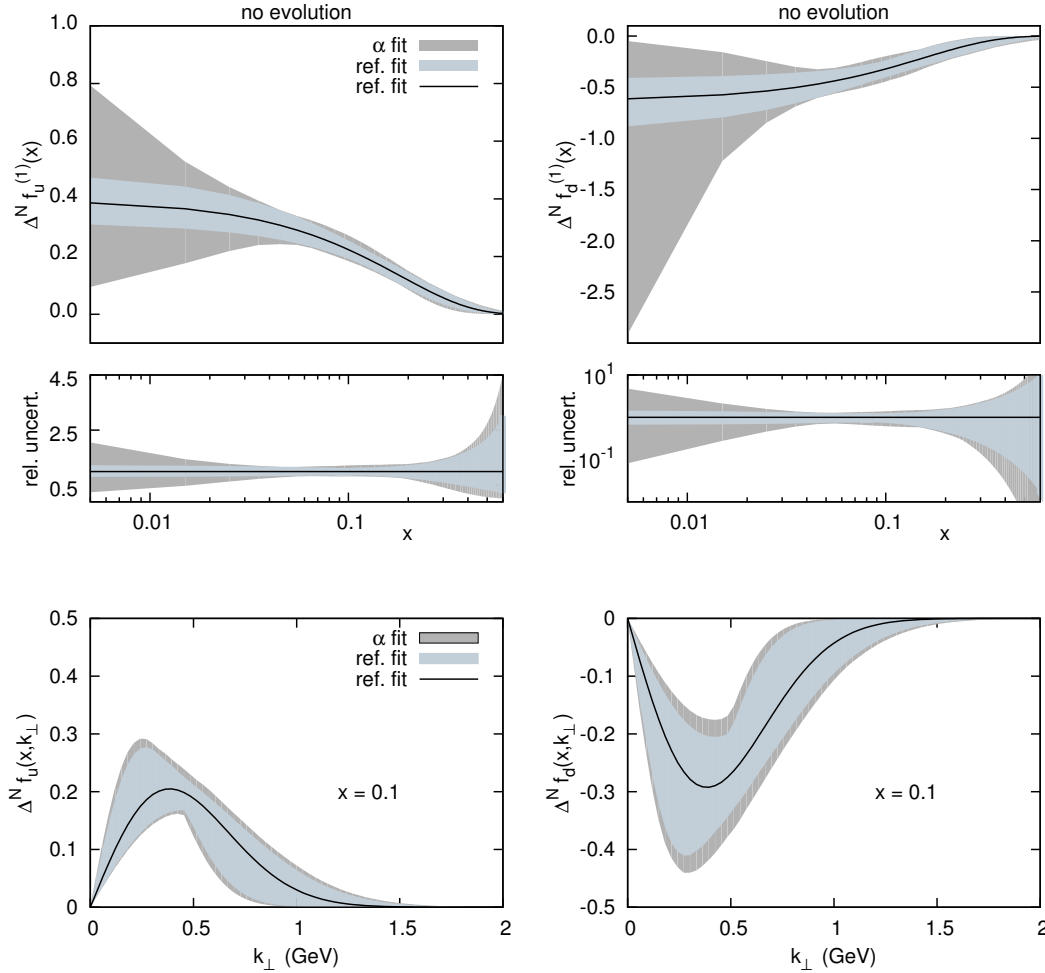 no evolution
1.0
0.8
0.6
0.4
0.2
0.0
Δ^N f_u^(1)(x)
α fit
ref. fit
ref. fit
4.5
2.5
0.5
rel. uncert.
0.01
0.1
x
no evolution
0.0
-0.5
-1.0
-1.5
-2.0
-2.5
Δ^N f_d^(1)(x)
10^1
10^-1
rel. uncert.
0.01
0.1
x
0.5
0.4
0.3
0.2
0.1
0
Δ^N f_u(x,k_⊥)
α fit
ref. fit
ref. fit
x = 0.1
0
0.5
1
1.5
2
k_⊥ (GeV)
0
-0.1
-0.2
-0.3
-0.4
-0.5
Δ^N f_d(x,k_⊥)
x = 0.1
0
0.5
1
1.5
2
k_⊥ (GeV)